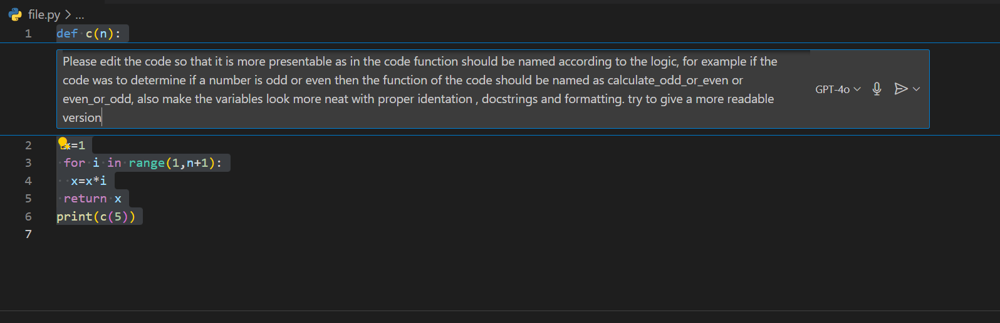 file.py > ...
1 def c(n):
Please edit the code so that it is more presentable as in the code function should be named according to the logic, for example if the
code was to determine if a number is odd or even then the function of the code should be named as calculate_odd_or_even or
even_or_odd, also make the variables look more neat with proper identation , docstrings and formatting. try to give a more readable
version
GPT-4o
2 x=1
3 for i in range(1,n+1):
4 x=x*i
5 return x
6 print(c(5))
7